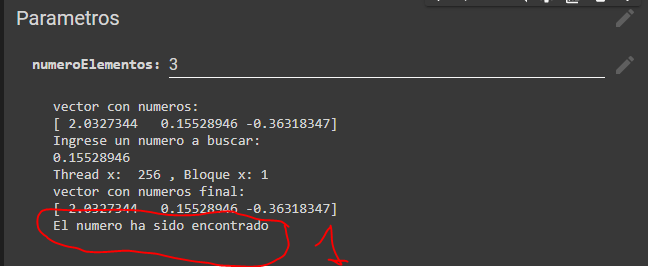 Parametros
numeroElementos: 3
vector con numeros:
[ 2.0327344   0.15528946 -0.36318347]
Ingrese un numero a buscar:
0.15528946
Thread x:  256 , Bloque x: 1
vector con numeros final:
[ 2.0327344   0.15528946 -0.36318347]
El numero ha sido encontrado
1